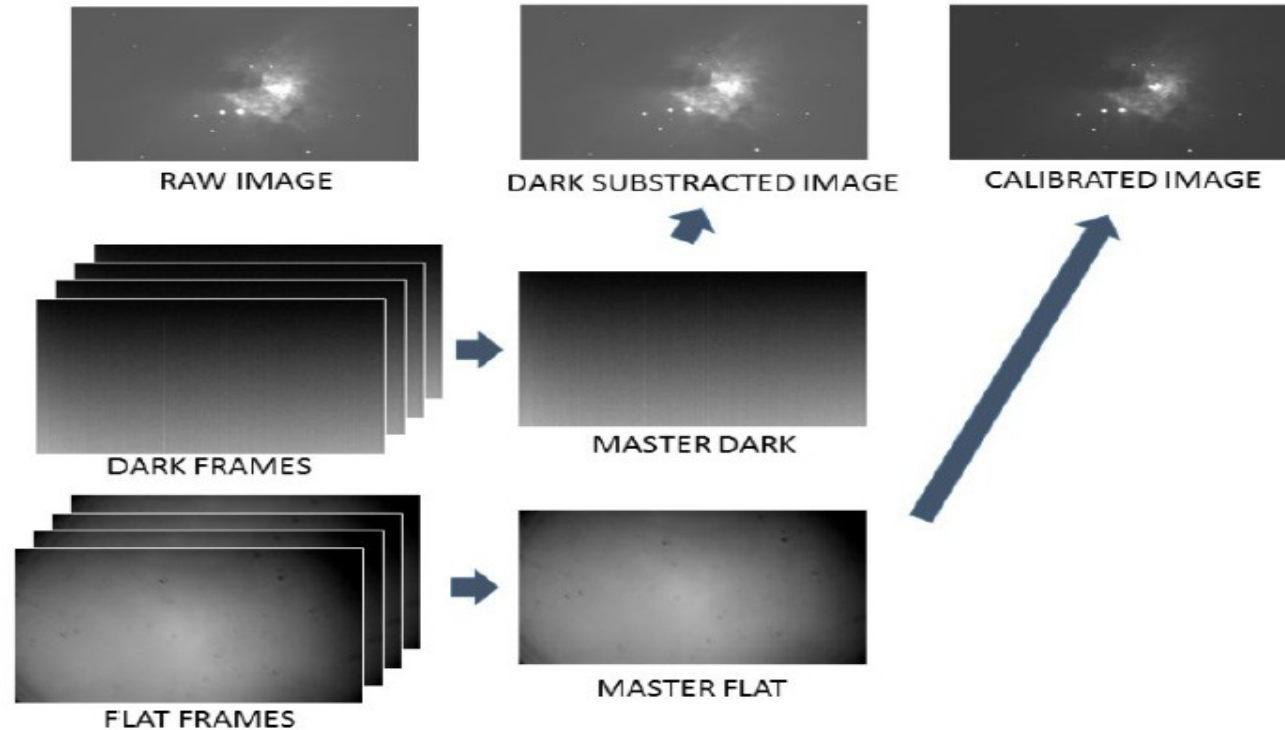 RAW IMAGE
DARK SUBSTRACTED IMAGE
CALIBRATED IMAGE
DARK FRAMES
MASTER DARK
FLAT FRAMES
MASTER FLAT